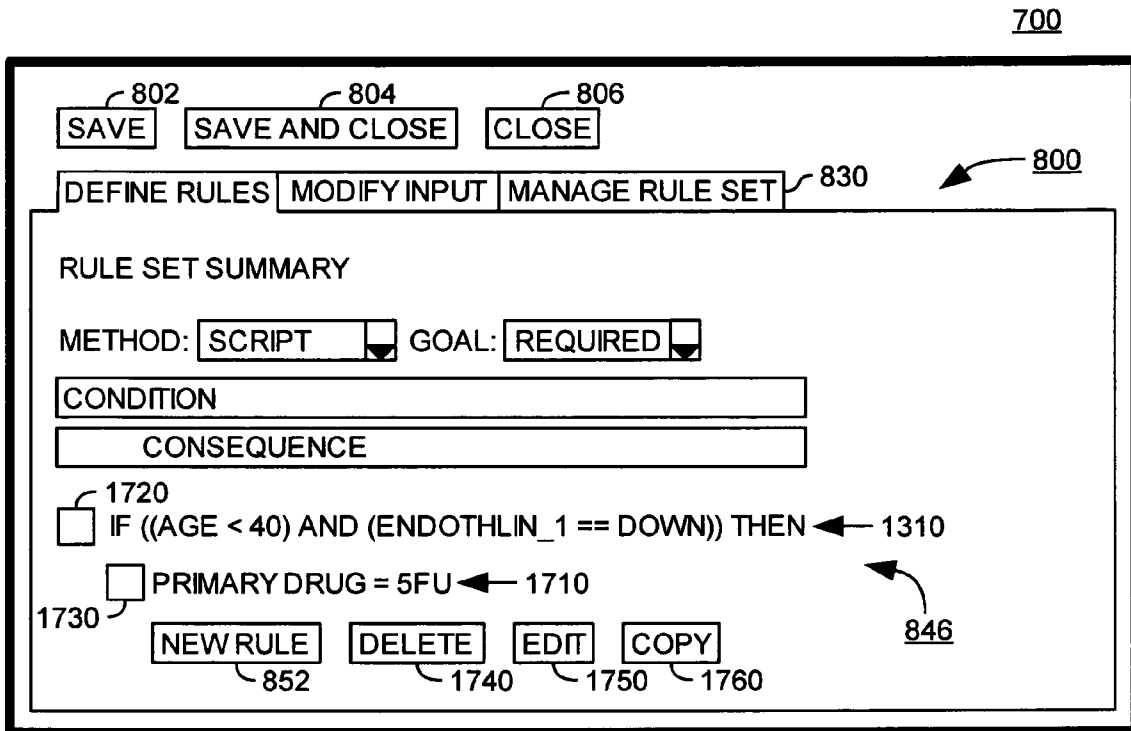 700
802 804 806
SAVE SAVE AND CLOSE CLOSE
800
DEFINE RULES MODIFY INPUT MANAGE RULE SET 830
RULE SET SUMMARY
METHOD: SCRIPT GOAL: REQUIRED
CONDITION
CONSEQUENCE
1720
IF ((AGE < 40) AND (ENDOTHLIN_1 == DOWN)) THEN 1310
PRIMARY DRUG = 5FU 1710
1730 846
NEW RULE DELETE EDIT COPY
852 1740 1750 1760